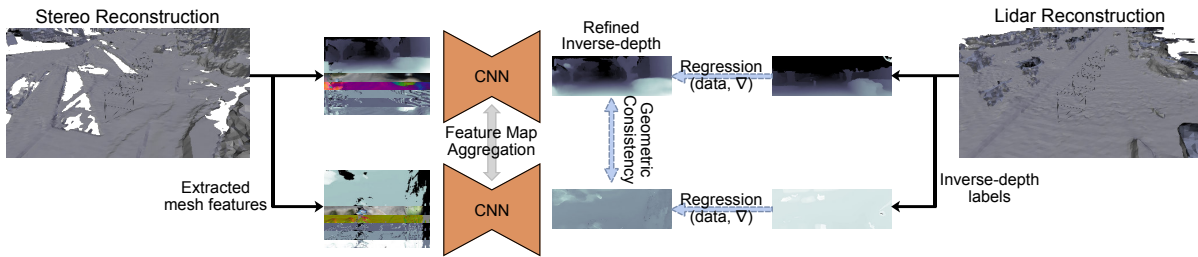 Stereo Reconstruction
Lidar Reconstruction
CNN
Refined
Inverse-depth
Regression
(data, ∇)
Feature Map
Aggregation
Geometric
Consistency
Extracted
mesh features
CNN
Regression
(data, ∇)
Inverse-depth
labels